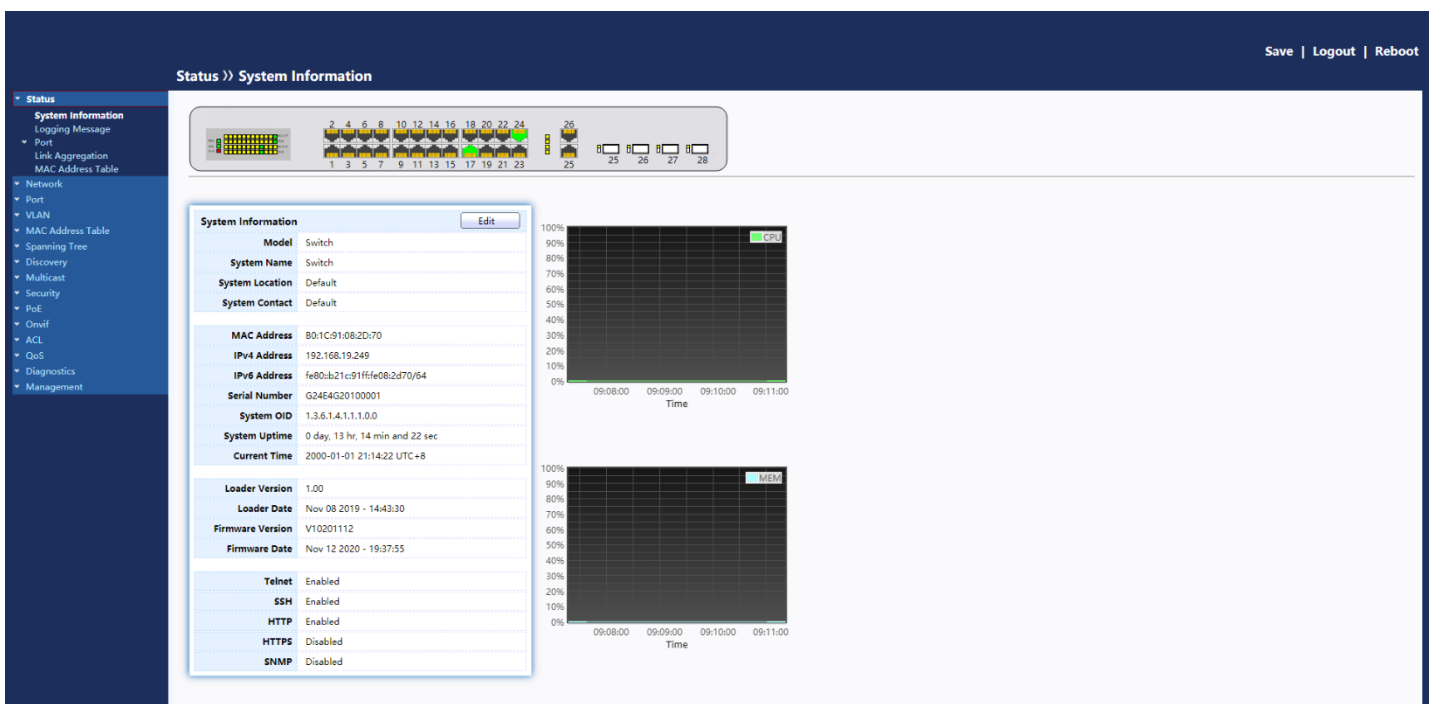 Save | Logout | Reboot
Status 》 System Information
Status
System Information
Logging Message
Port
Link Aggregation
MAC Address Table
Network
Port
VLAN
MAC Address Table
Spanning Tree
Discovery
Multicast
Security
PoE
Onvif
ACL
QoS
Diagnostics
Management
2 4 6 8 10 12 14 16 18 20 22 24 26
1 3 5 7 9 11 13 15 17 19 21 23 25
25 26 27 28
System Information Edit
Model Switch
System Name Switch
System Location Default
System Contact Default
MAC Address B0:1C:91:08:2D:70
IPv4 Address 192.168.19.249
IPv6 Address fe80::b21c:91ff:fe08:2d70/64
Serial Number G24E4G20100001
System OID 1.3.6.1.4.1.1.1.0.0
System Uptime 0 day, 13 hr, 14 min and 22 sec
Current Time 2000-01-01 21:14:22 UTC+8
Loader Version 1.00
Loader Date Nov 08 2019 - 14:43:30
Firmware Version V10201112
Firmware Date Nov 12 2020 - 19:37:55
Telnet Enabled
SSH Enabled
HTTP Enabled
HTTPS Disabled
SNMP Disabled
100%
CPU
90%
80%
70%
60%
50%
40%
30%
20%
10%
0%
09:08:00 09:09:00 09:10:00 09:11:00
Time
100%
MEM
90%
80%
70%
60%
50%
40%
30%
20%
10%
0%
09:08:00 09:09:00 09:10:00 09:11:00
Time